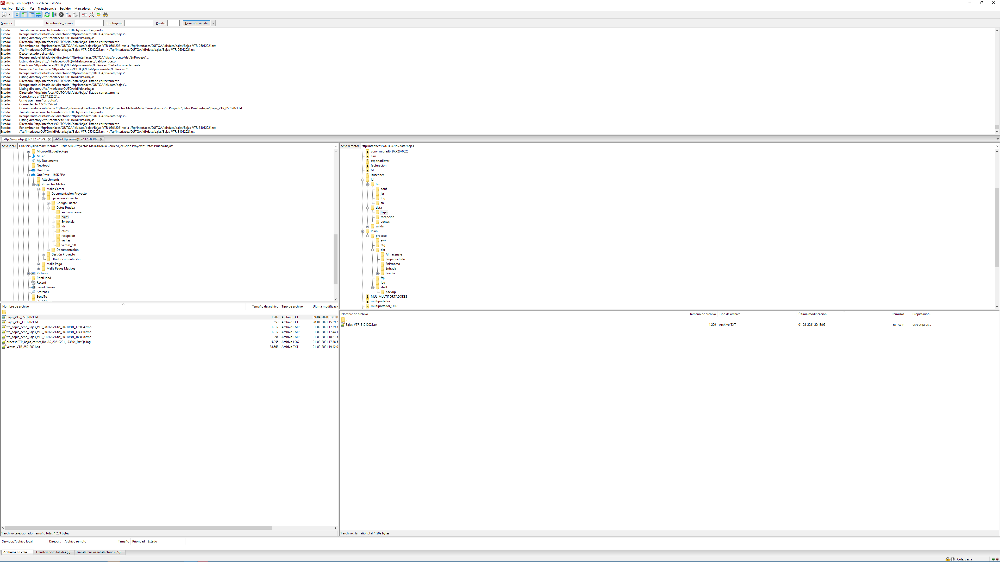 sftp://usroutqa@172.17.226.24 - FileZilla
Archivo Edición Ver Transferencia Servidor Marcadores Ayuda
Servidor: Nombre de usuario: Contraseña: Puerto: Conexión rápida
Estado: Transferencia correcta, transferidos 1.209 bytes en 1 segundo
Estado: Recuperando el listado del directorio "/ftp/interfaces/OUTQA/ldi/data/bajas"...
Estado: Listing directory /ftp/interfaces/OUTQA/ldi/data/bajas
Estado: Directorio "/ftp/interfaces/OUTQA/ldi/data/bajas" listado correctamente
Estado: Renombrando '/ftp/interfaces/OUTQA/ldi/data/bajas/Bajas_VTR_05012021.txt' a '/ftp/interfaces/OUTQA/ldi/data/bajas/Bajas_VTR_26012021.txt'
Estado: /ftp/interfaces/OUTQA/ldi/data/bajas/Bajas_VTR_05012021.txt -> /ftp/interfaces/OUTQA/ldi/data/bajas/Bajas_VTR_26012021.txt
Estado: Desconectado del servidor
Estado: Recuperando el listado del directorio "/ftp/interfaces/OUTQA/ldiab/proceso/dat/EnProceso"...
Estado: Listing directory /ftp/interfaces/OUTQA/ldiab/proceso/dat/EnProceso
Estado: Directorio "/ftp/interfaces/OUTQA/ldiab/proceso/dat/EnProceso" listado correctamente
Estado: Borrando 5 archivos de "/ftp/interfaces/OUTQA/ldiab/proceso/dat/EnProceso"
Estado: Recuperando el listado del directorio "/ftp/interfaces/OUTQA/ldi/data/bajas"...
Estado: Listing directory /ftp/interfaces/OUTQA/ldi/data/bajas
Estado: Directorio "/ftp/interfaces/OUTQA/ldi/data/bajas" listado correctamente
Estado: Recuperando el listado del directorio "/ftp/interfaces/OUTQA/ldi/data/bajas"...
Estado: Listing directory /ftp/interfaces/OUTQA/ldi/data/bajas
Estado: Directorio "/ftp/interfaces/OUTQA/ldi/data/bajas" listado correctamente
Estado: Conectando a 172.17.226.24...
Estado: Using username "usroutqa".
Estado: Connected to 172.17.226.24
Estado: Comenzando la subida de C:\Users\jsilvamar\OneDrive - 160K SPA\Proyectos Mallas\Malla Carrier\Ejecución Proyecto\Datos Prueba\bajas\Bajas_VTR_05012021.txt
Estado: Transferencia correcta, transferidos 1.209 bytes en 1 segundo
Estado: Recuperando el listado del directorio "/ftp/interfaces/OUTQA/ldi/data/bajas"...
Estado: Listing directory /ftp/interfaces/OUTQA/ldi/data/bajas
Estado: Directorio "/ftp/interfaces/OUTQA/ldi/data/bajas" listado correctamente
Estado: Renombrando '/ftp/interfaces/OUTQA/ldi/data/bajas/Bajas_VTR_05012021.txt' a '/ftp/interfaces/OUTQA/ldi/data/bajas/Bajas_VTR_31012021.txt'
Estado: /ftp/interfaces/OUTQA/ldi/data/bajas/Bajas_VTR_05012021.txt -> /ftp/interfaces/OUTQA/ldi/data/bajas/Bajas_VTR_31012021.txt
sftp://usroutqa@172.17.226.24 vtr%2Fftpcarrier@172.17.58.199
Sitio local: C:\Users\jsilvamar\OneDrive - 160K SPA\Proyectos Mallas\Malla Carrier\Ejecución Proyecto\Datos Prueba\bajas\
MicrosoftEdgeBackups
Music
My Documents
NetHood
OneDrive
OneDrive - 160K SPA
Attachments
Proyectos Mallas
Malla Carrier
Documentación Proyecto
Ejecución Proyecto
Código Fuente
Datos Prueba
archivos revisar
bajas
Evidencia
ldi
otros
recepcion
ventas
ventas_diff
Documentación
Gestión Proyecto
Otra Documentación
Malla Pago
Malla Pagos Masivos
Pictures
PrintHood
Recent
Saved Games
Searches
SendTo
Start Menu
Nombre de archivo Tamaño de archivo Tipo de archivo Última modificaci
..
Bajas_VTR_05012021.txt 1.209 Archivo TXT 09-04-2020 0:30:00
Bajas_VTR_11012021.txt 559 Archivo TXT 28-01-2021 15:29:2
ftp_copia_echo_Bajas_VTR_28012021.txt_20210201_173804.tmp 1.017 Archivo TMP 01-02-2021 17:39:3
ftp_copia_echo_Bajas_VTR_30012021.txt_20210201_174336.tmp 1.017 Archivo TMP 01-02-2021 17:44:1
ftp_copia_echo_Bajas_VTR_31012021.txt_20210201_182028.tmp 994 Archivo TMP 01-02-2021 18:21:5
procesoFTP_bajas_carrier_BAJAS_20210201_173804_DetEje.log 5.055 Archivo LOG 01-02-2021 17:38:5
Ventas_VTR_25012021.txt 38.568 Archivo TXT 01-02-2021 19:42:0
1 archivo seleccionado. Tamaño total: 1.209 bytes
Sitio remoto: /ftp/interfaces/OUTQA/ldi/data/bajas
conv_migradb_BKP2070526
eim
exportarllaver
facturacion
GL
lsuscriber
ldi
bin
conf
jar
log
sh
data
bajas
recepcion
ventas
salida
ldiab
proceso
awk
cfg
dat
Almacenaje
Empaquetado
EnProceso
Entrada
Loader
ftp
log
shell
backup
MUL-MULTIPORTADORES
multiportador
multiportador_OLD
Nombre de archivo Tamaño de archivo Tipo de archivo Última modificación Permisos Propietario/...
..
Bajas_VTR_31012021.txt 1.209 Archivo TXT 01-02-2021 20:18:05 -rw-rw-r-- usroutqa us...
1 archivo. Tamaño total: 1.209 bytes
Servidor/Archivo local Direcci... Archivo remoto Tamaño Prioridad Estado
Archivos en cola Transferencias fallidas (2) Transferencias satisfactorias (27)
Cola: vacía